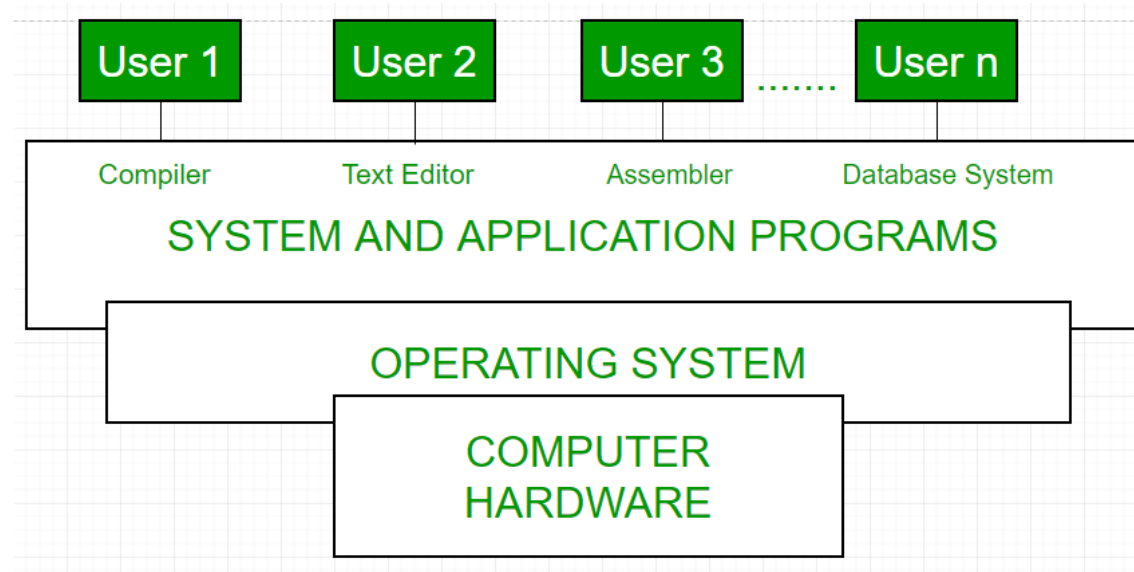 User 1 User 2 User 3 ....... User n
Compiler Text Editor Assembler Database System
SYSTEM AND APPLICATION PROGRAMS
OPERATING SYSTEM
COMPUTER
HARDWARE